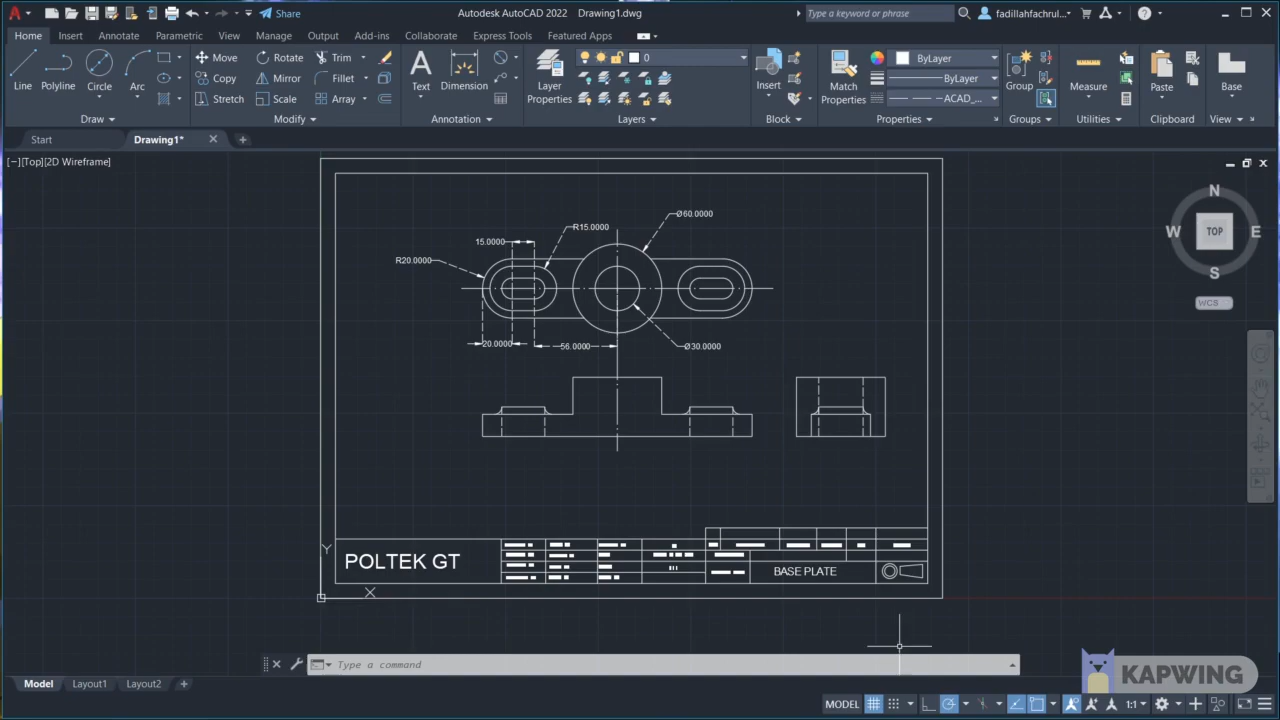 Share
Autodesk AutoCAD 2022 Drawing1.dwg
Type a keyword or phrase
fadillahfachrul...
Home Insert Annotate Parametric View Manage Output Add-ins Collaborate Express Tools Featured Apps
Line Polyline Circle Arc
Move Rotate Trim
Copy Mirror Fillet
Stretch Scale Array
Text Dimension
Layer Properties
0
Insert
Match Properties
ByLayer
ByLayer
ACAD_...
Group
Measure
Paste
Base
Draw Modify Annotation Layers Block Properties Groups Utilities Clipboard View
Start Drawing1*
[−][Top][2D Wireframe]
N
W TOP E
S
WCS
Ø60.0000
R15.0000
15.0000
R20.0000
20.0000
56.0000
Ø30.0000
Y
POLTEK GT
BASE PLATE
X
Type a command
KAPWING
Model Layout1 Layout2
MODEL
1:1